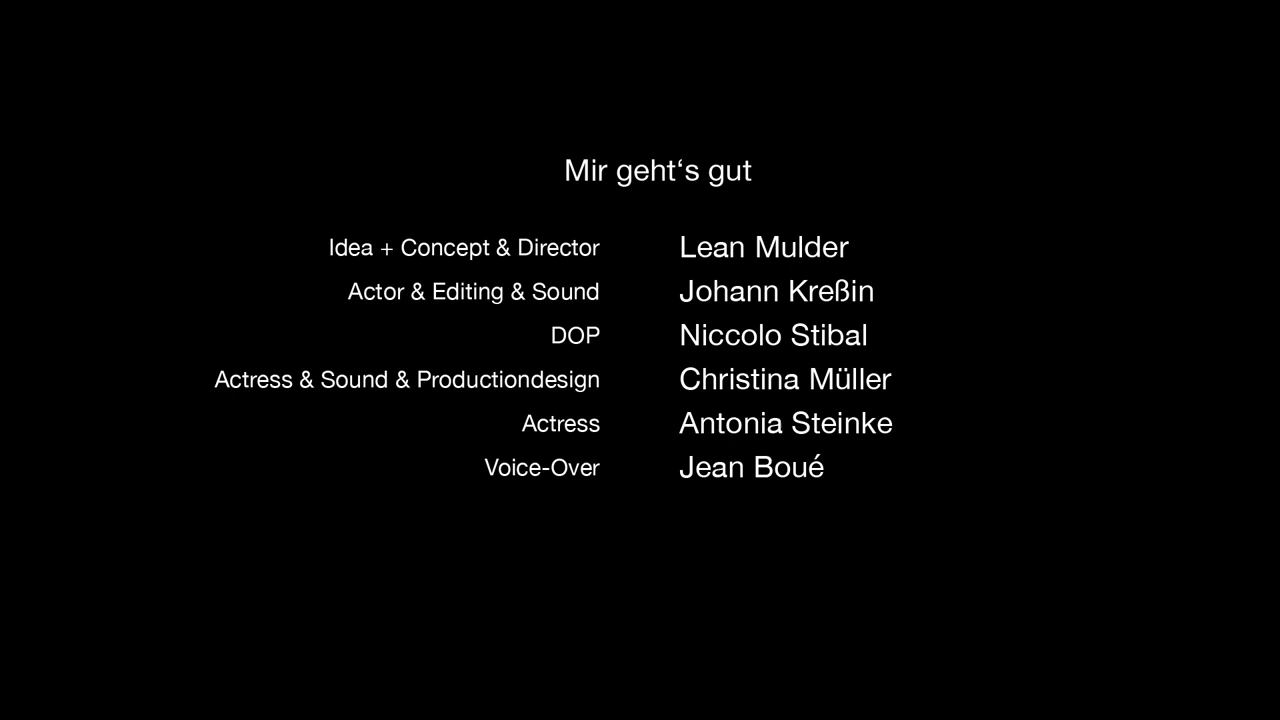 Mir geht‘s gut
Idea + Concept & Director Lean Mulder
Actor & Editing & Sound Johann Kreßin
DOP Niccolo Stibal
Actress & Sound & Productiondesign Christina Müller
Actress Antonia Steinke
Voice-Over Jean Boué